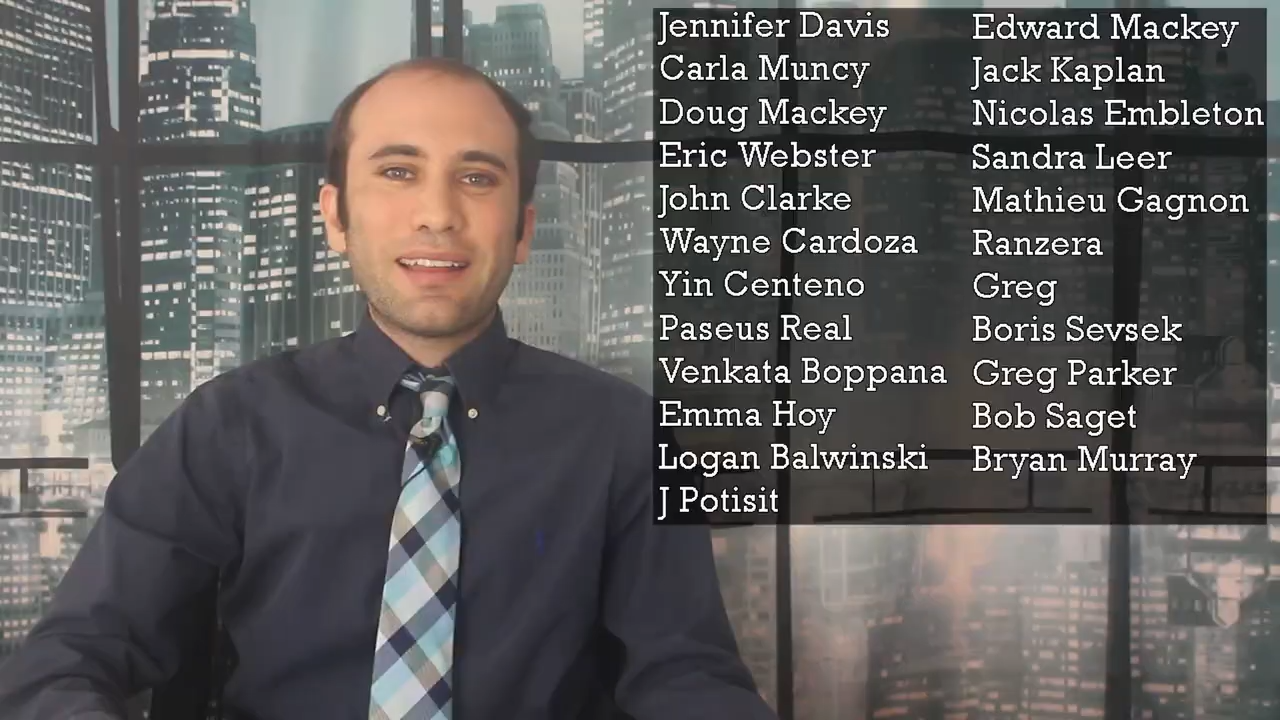 Jennifer Davis
Carla Muncy
Doug Mackey
Eric Webster
John Clarke
Wayne Cardoza
Yin Centeno
Paseus Real
Venkata Boppana
Emma Hoy
Logan Balwinski
J Potisit
Edward Mackey
Jack Kaplan
Nicolas Embleton
Sandra Leer
Mathieu Gagnon
Ranzera
Greg
Boris Sevsek
Greg Parker
Bob Saget
Bryan Murray